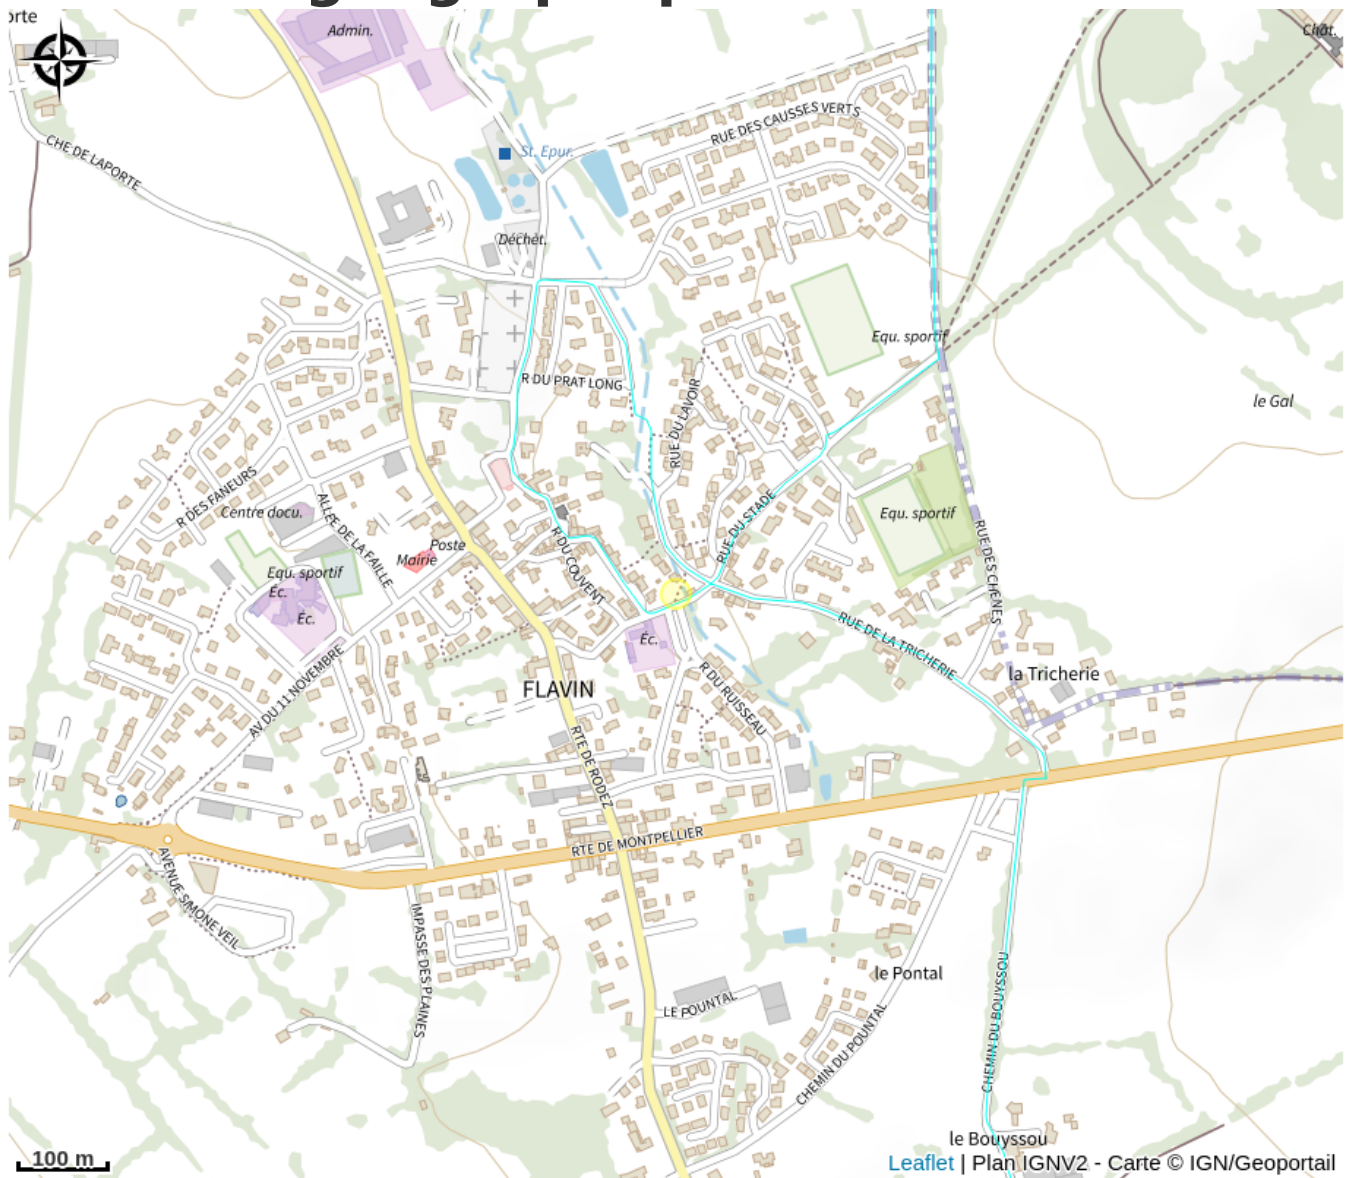 orte
Admin.
Chât.
CHE DE LAPORTE
St. Epur.
RUE DES CAUSSES VERTS
Déchèt.
Equ. sportif
R DU PRAT LONG
RUE DU LAVOIR
le Gal
R DES FANEURS
Centre docu.
ALLEE DE LA FAILLE
Poste
Mairie
Equ. sportif
Éc.
Éc.
R DU COUVENT
RUE DU STADE
Equ. sportif
RUE DES CHENES
Éc.
RUE DE LA TRICHERIE
la Tricherie
AV DU 11 NOVEMBRE
FLAVIN
R DU RUISSEAU
RTE DE RODEZ
RTE DE MONTPELLIER
AVENUE SIMONE VEIL
IMPASSE DES PLAINES
le Pontal
LE POUNTAL
CHEMIN DU POUNTAL
CHEMIN DU BOUYSSOU
le Bouyssou
100 m
Leaflet | Plan IGNV2 - Carte © IGN/Geoportail